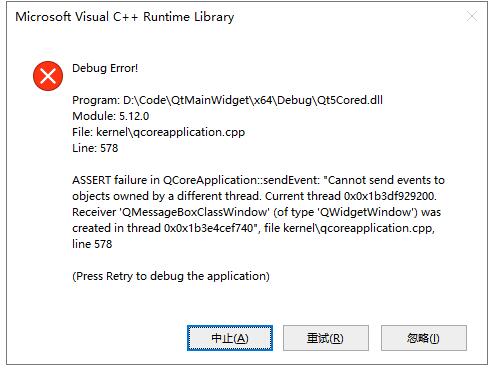 Microsoft Visual C++ Runtime Library
Debug Error!
Program: D:\Code\QtMainWidget\x64\Debug\Qt5Cored.dll
Module: 5.12.0
File: kernel\qcoreapplication.cpp
Line: 578
ASSERT failure in QCoreApplication::sendEvent: "Cannot send events to
objects owned by a different thread. Current thread 0x0x1b3df929200.
Receiver 'QMessageBoxClassWindow' (of type 'QWidgetWindow') was
created in thread 0x0x1b3e4cef740", file kernel\qcoreapplication.cpp,
line 578
(Press Retry to debug the application)
中止(A)
重试(R)
忽略(I)